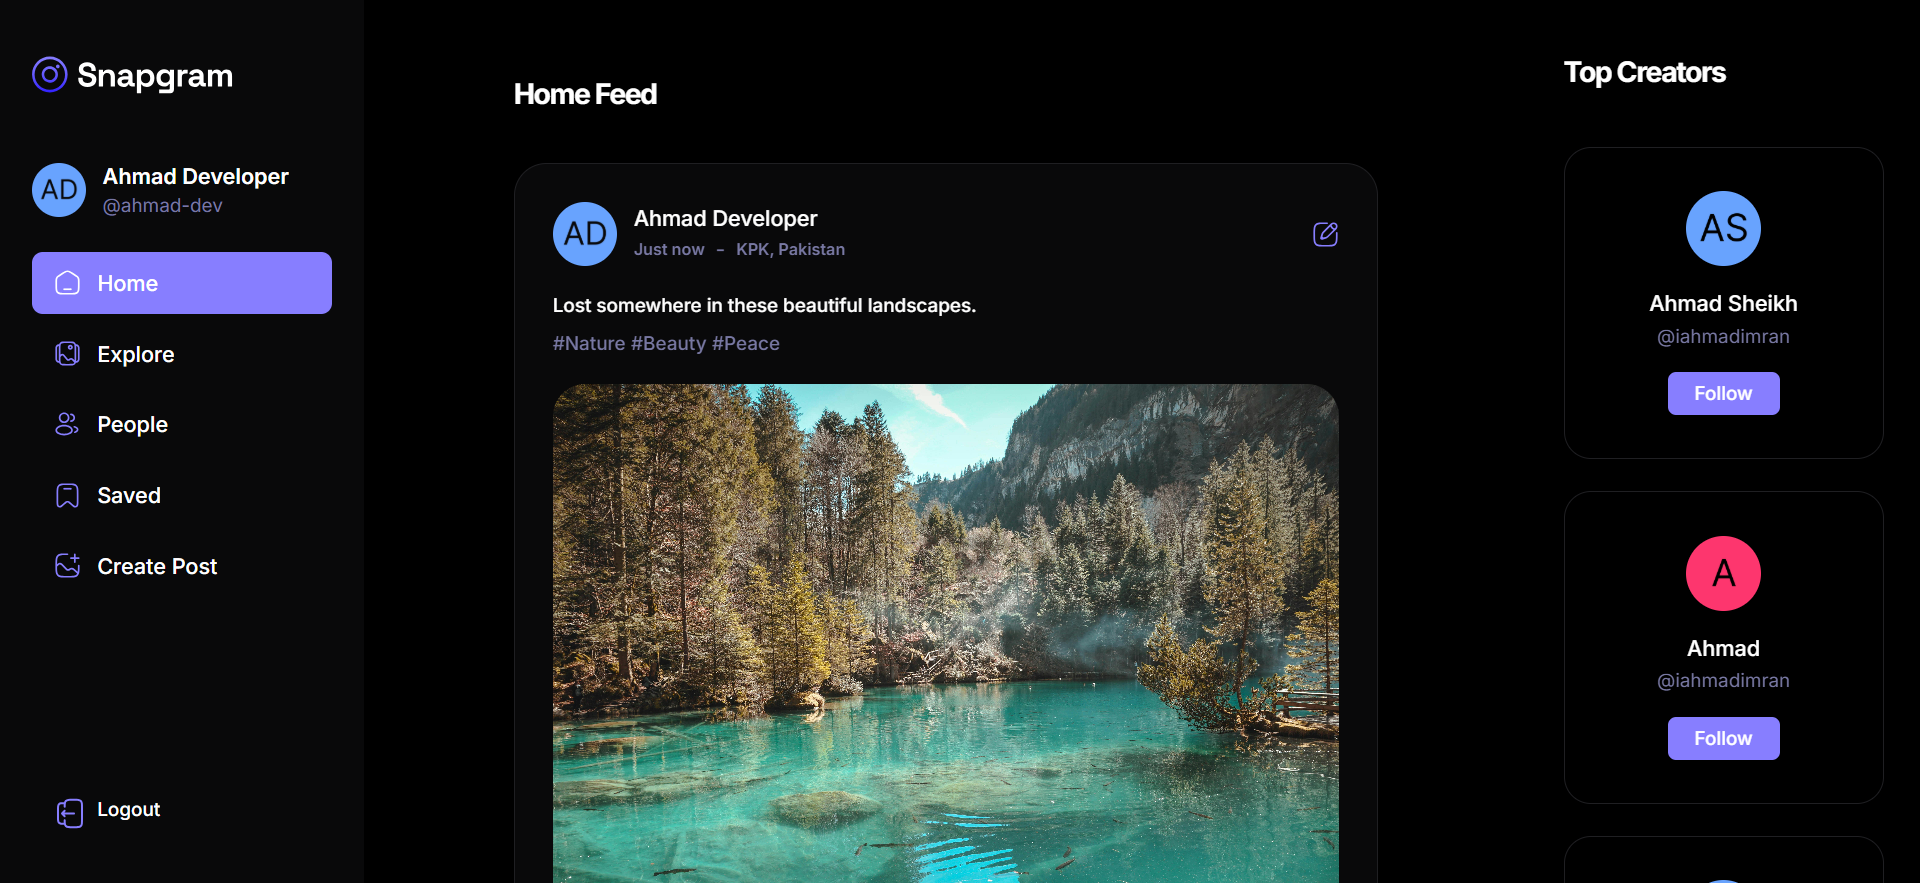 Snapgram
AD
Ahmad Developer
@ahmad-dev
Home
Explore
People
Saved
Create Post
Logout
Home Feed
AD
Ahmad Developer
Just now – KPK, Pakistan
Lost somewhere in these beautiful landscapes.
#Nature #Beauty #Peace
Top Creators
AS
Ahmad Sheikh
@iahmadimran
Follow
A
Ahmad
@iahmadimran
Follow